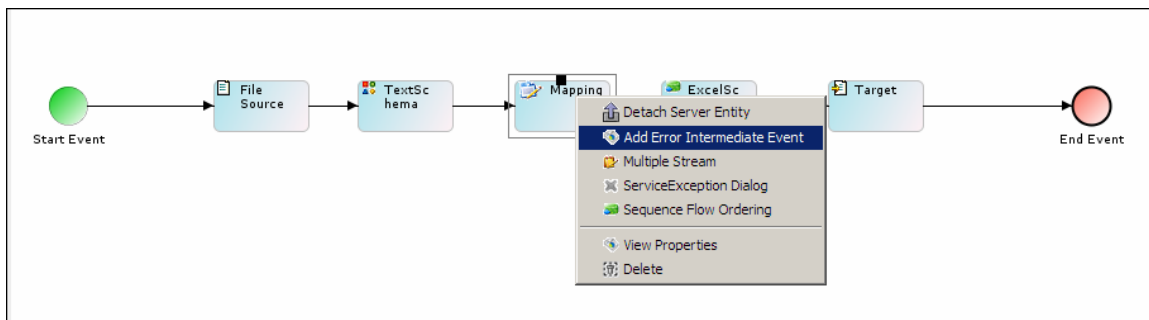 File
Source
TextSc
hema
Mapping
ExcelSc
Target
Start Event
End Event
Detach Server Entity
Add Error Intermediate Event
Multiple Stream
ServiceException Dialog
Sequence Flow Ordering
View Properties
Delete